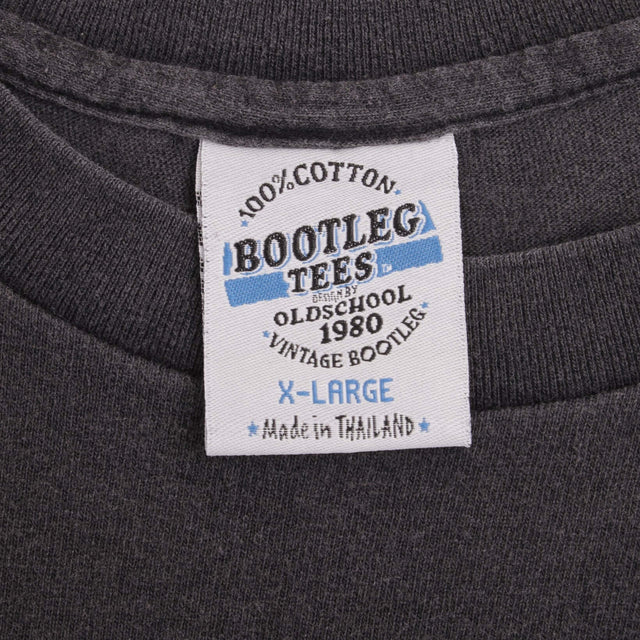 100% COTTON
BOOTLEG
TEES
DESIGN BY
OLDSCHOOL
1980
VINTAGE BOOTLEG
X-LARGE
Made in THAILAND